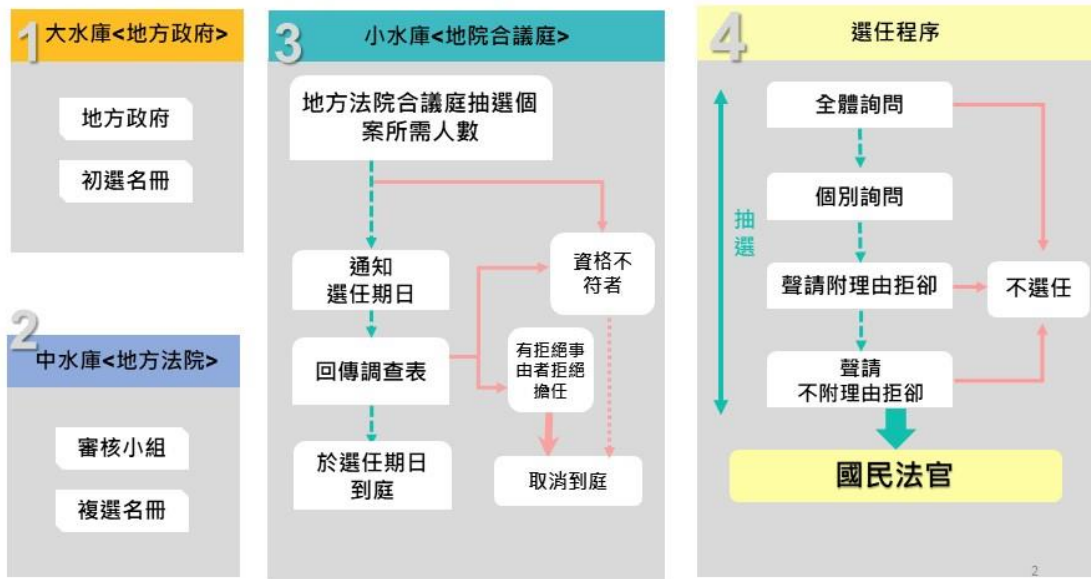 1
大水庫<地方政府>
地方政府
初選名冊
2
中水庫<地方法院>
審核小組
複選名冊
3
小水庫<地院合議庭>
地方法院合議庭抽選個
案所需人數
通知
選任期日
資格不
符者
回傳調查表
有拒絕事
由者拒絕
擔任
於選任期日
到庭
取消到庭
4
選任程序
抽選
全體詢問
個別詢問
聲請附理由拒卻
不選任
聲請
不附理由拒卻
國民法官
2